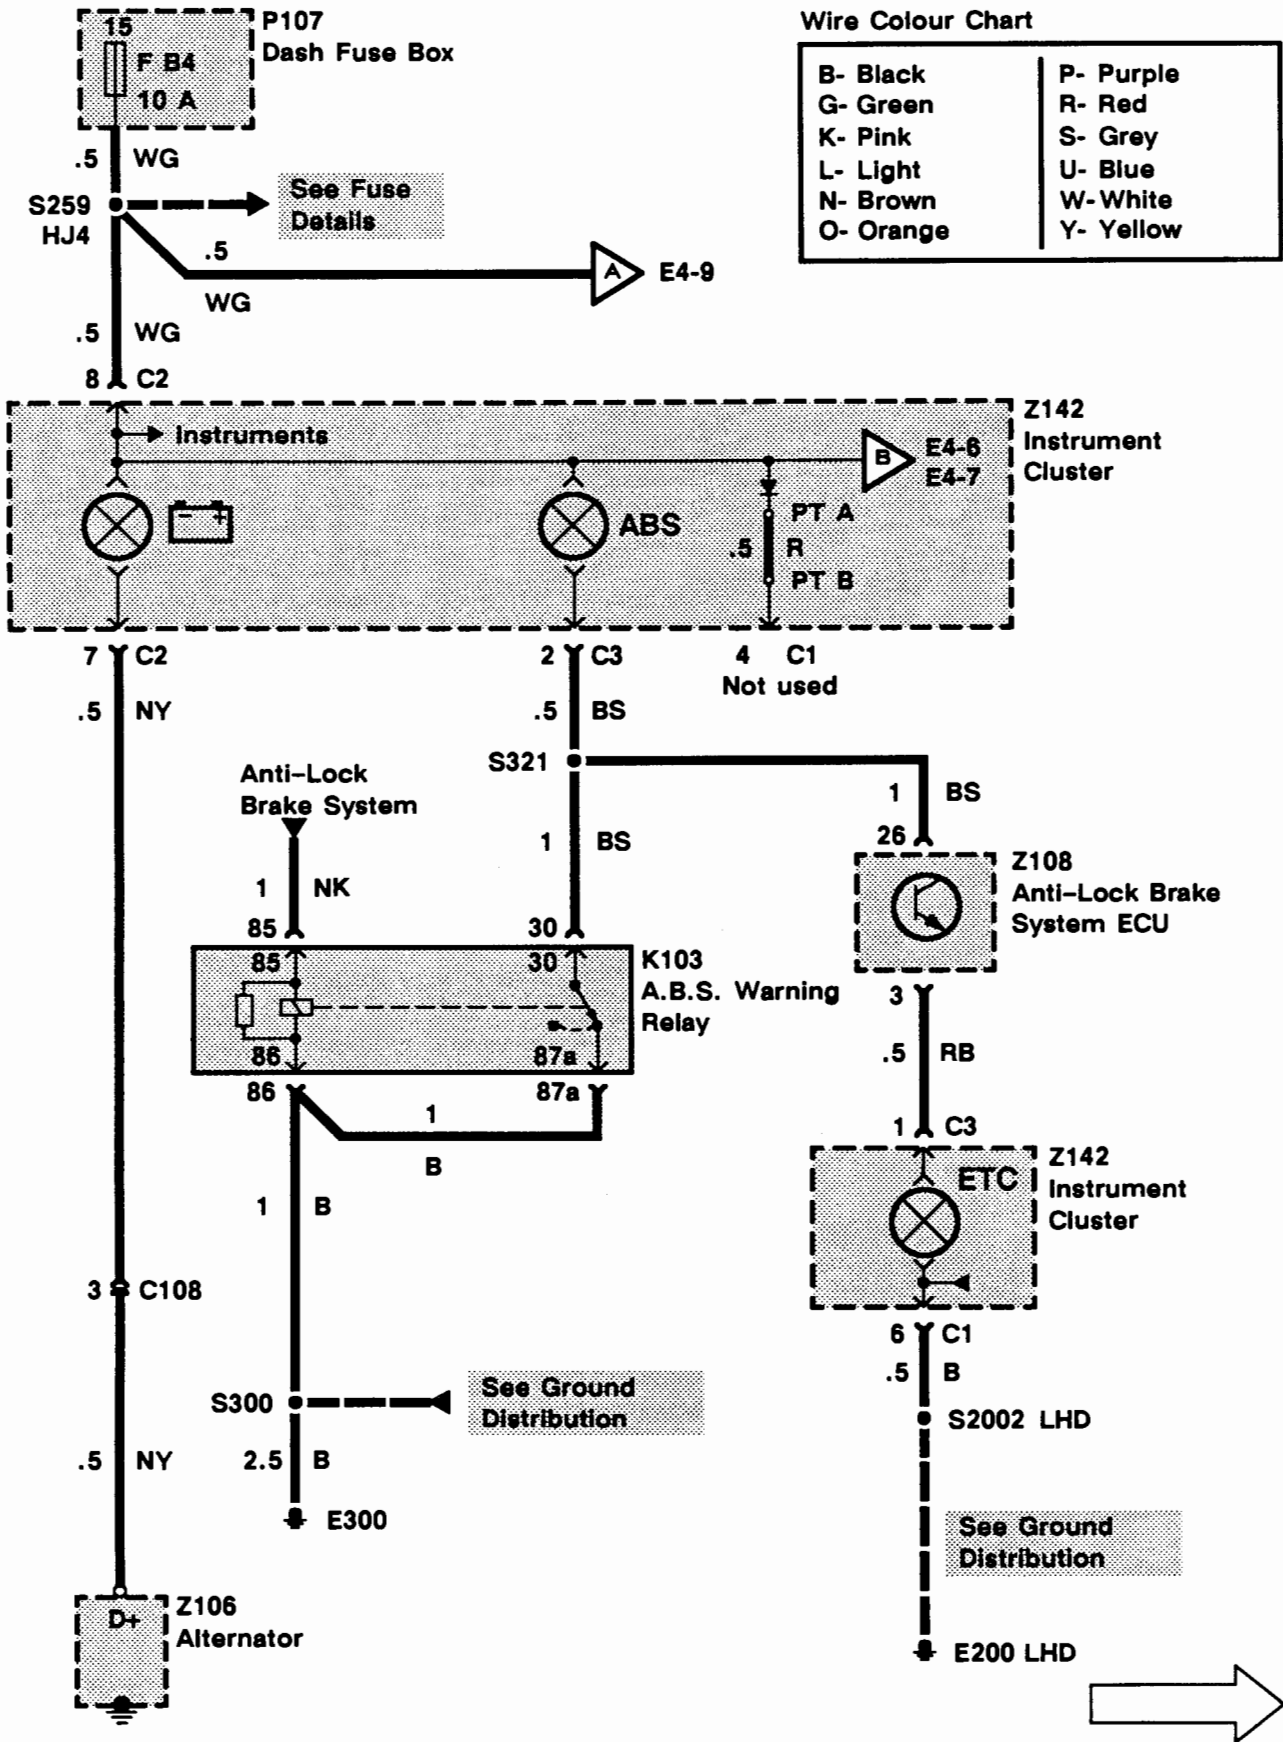 15
F B4
10 A
P107
Dash Fuse Box
Wire Colour Chart
B- Black
G- Green
K- Pink
L- Light
N- Brown
O- Orange
P- Purple
R- Red
S- Grey
U- Blue
W- White
Y- Yellow
.5 WG
S259
HJ4
See Fuse
Details
.5
WG
A
E4-9
.5 WG
8 C2
Z142
Instrument
Cluster
Instruments
B
E4-6
E4-7
- +
ABS
PT A
.5 R
PT B
7 C2
2 C3
4 C1
Not used
.5 NY
.5 BS
S321
Anti-Lock
Brake System
1 BS
1 BS
26
1 NK
85
30
Z108
Anti-Lock Brake
System ECU
85
30
K103
A.B.S. Warning
Relay
86
87a
86
87a
3
.5 RB
1
B
1 C3
ETC
Z142
Instrument
Cluster
1 B
3 C108
6 C1
.5 B
S300
See Ground
Distribution
S2002 LHD
.5 NY
2.5 B
E300
See Ground
Distribution
D+
Z106
Alternator
E200 LHD